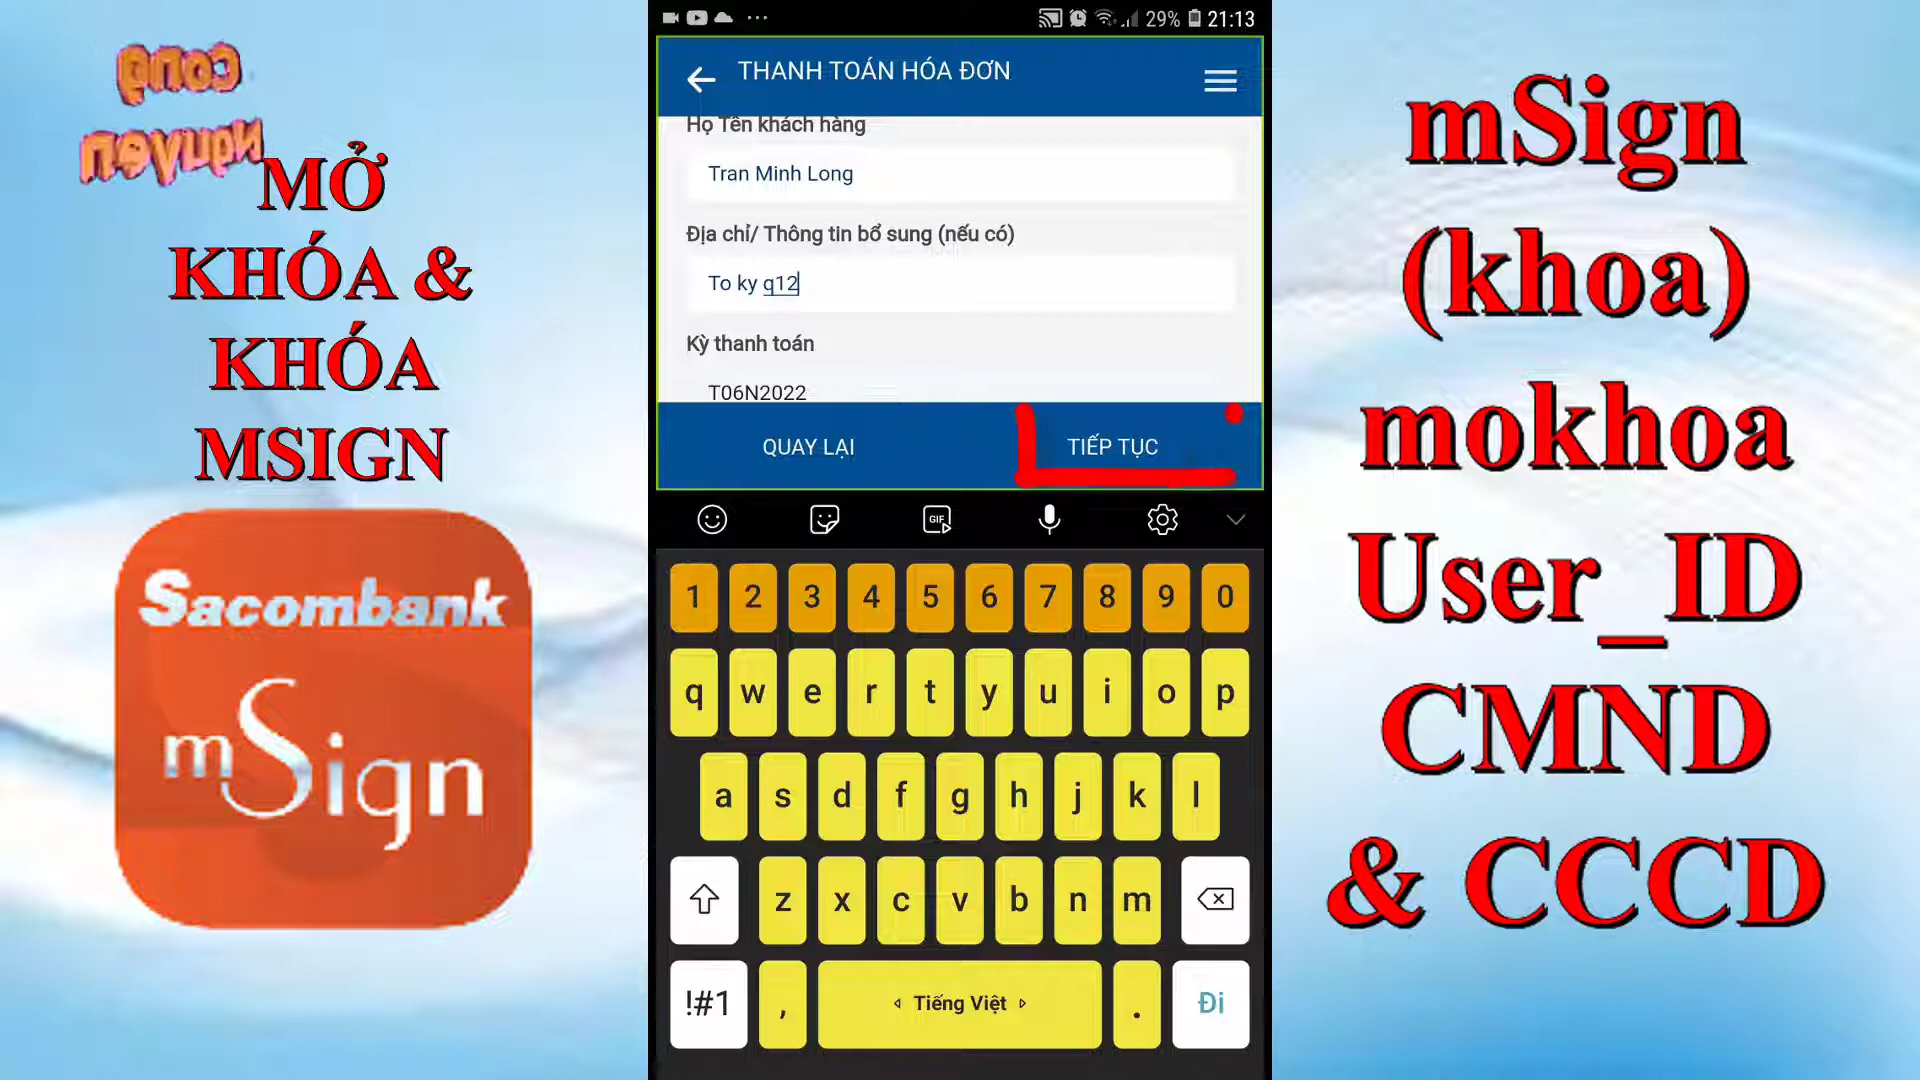 cong
nguyen
MỞ
KHÓA &
KHÓA
MSIGN
Sacombank
mSign
29% 21:13
THANH TOÁN HÓA ĐƠN
Họ Tên khách hàng
Tran Minh Long
Địa chỉ/ Thông tin bổ sung (nếu có)
To ky q12
Kỳ thanh toán
T06N2022
QUAY LẠI TIẾP TỤC
GIF
1 2 3 4 5 6 7 8 9 0
q w e r t y u i o p
a s d f g h j k l
z x c v b n m
!#1 , Tiếng Việt . Đi
mSign
(khoa)
mokhoa
User_ID
CMND
& CCCD